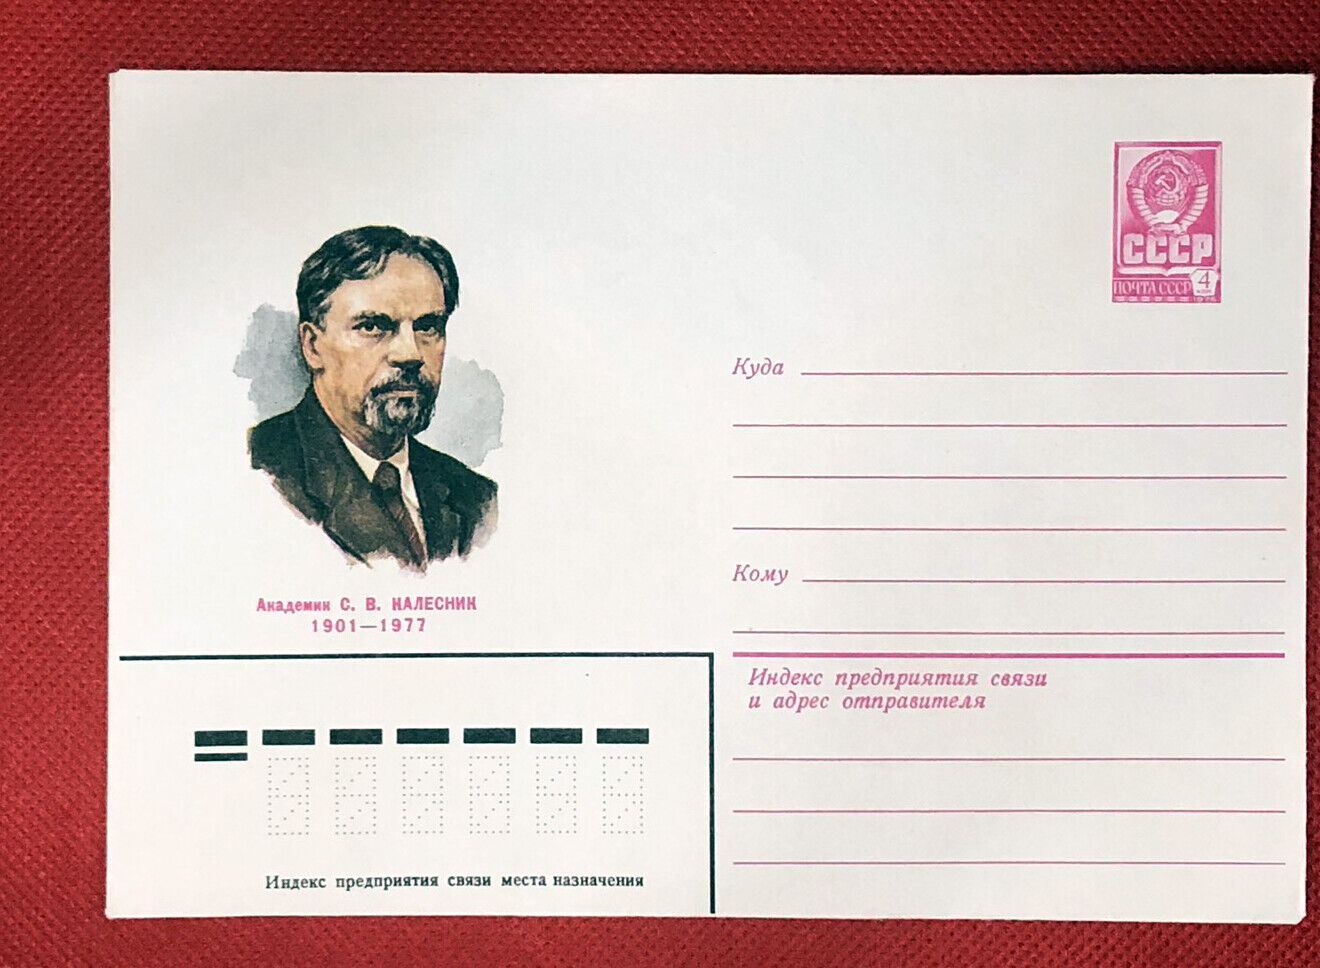 СССР
ПОЧТА СССР 4
Куда
Кому
Академик С. В. КАЛЕСНИК
1901—1977
Индекс предприятия связи
и адрес отправителя
Индекс предприятия связи места назначения